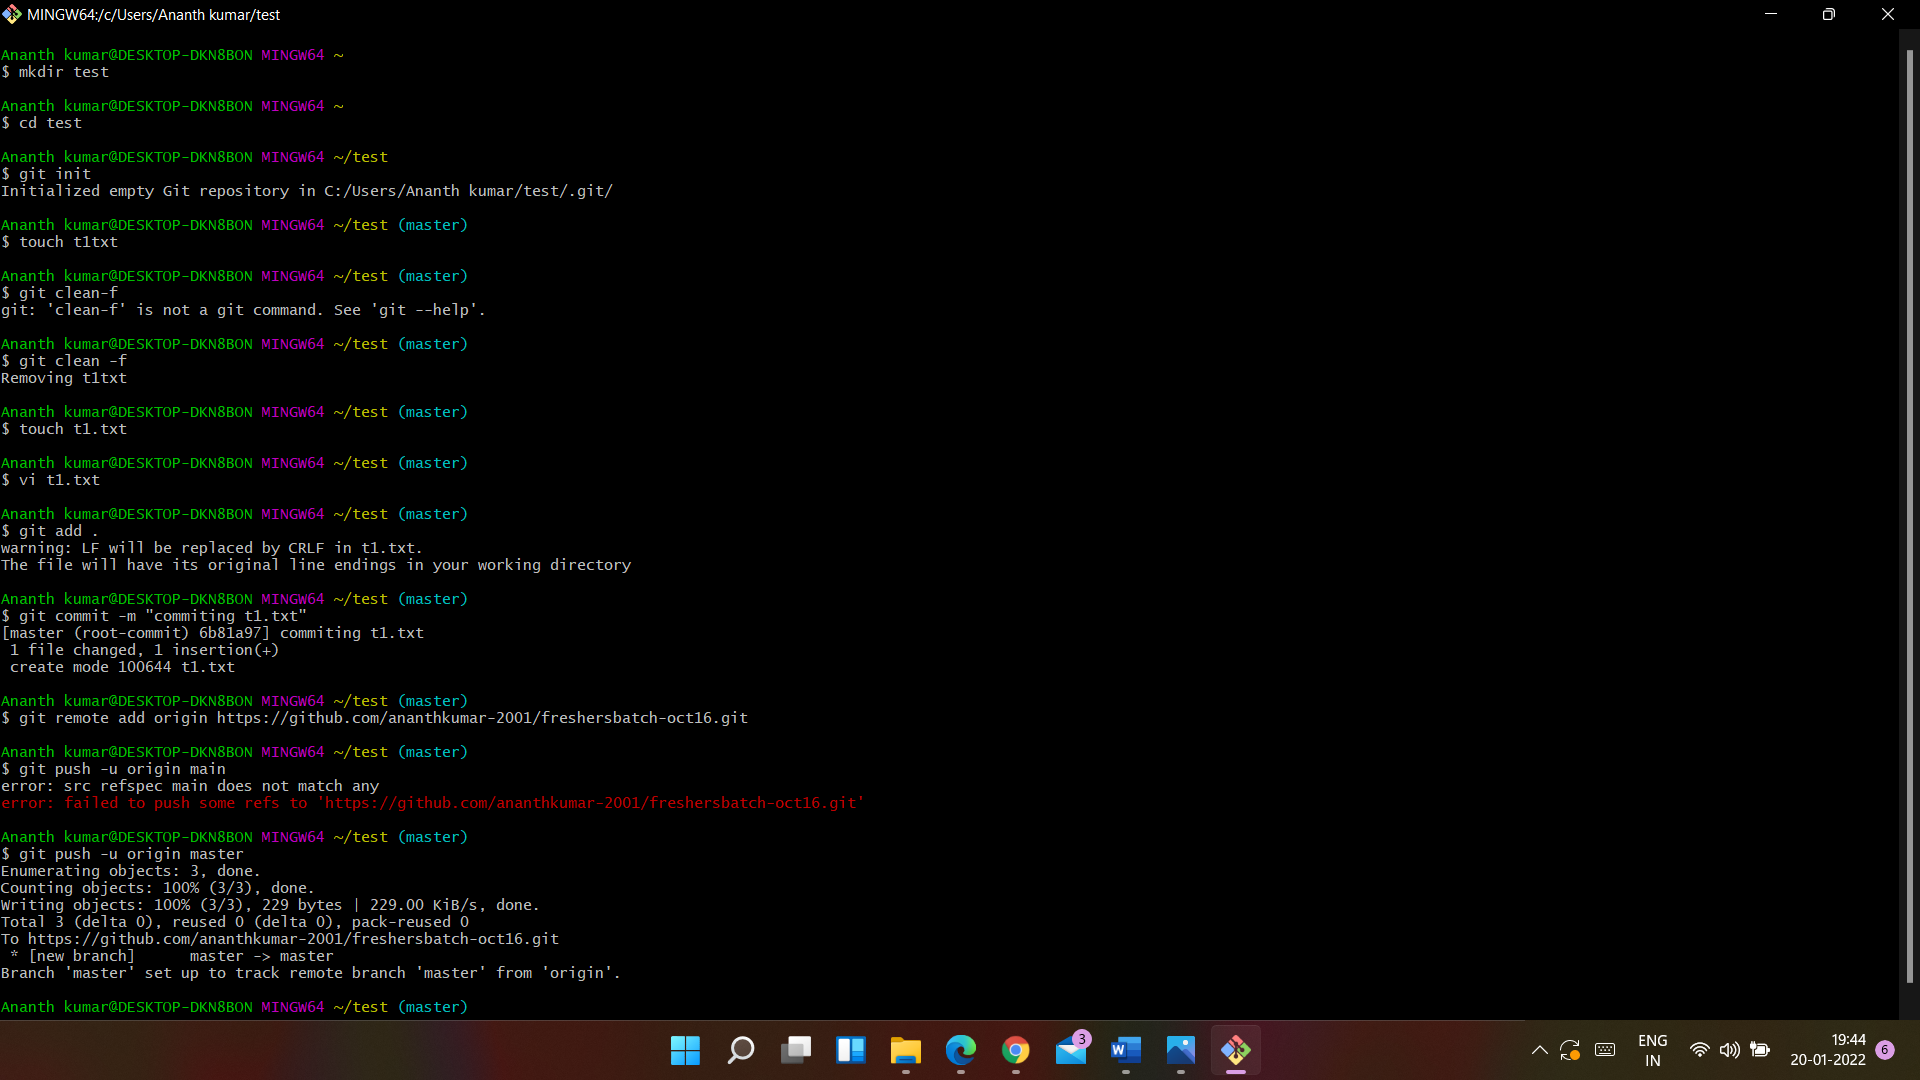 MINGW64:/c/Users/Ananth kumar/test
Ananth kumar@DESKTOP-DKN8BON MINGW64 ~
$ mkdir test
Ananth kumar@DESKTOP-DKN8BON MINGW64 ~
$ cd test
Ananth kumar@DESKTOP-DKN8BON MINGW64 ~/test
$ git init
Initialized empty Git repository in C:/Users/Ananth kumar/test/.git/
Ananth kumar@DESKTOP-DKN8BON MINGW64 ~/test (master)
$ touch t1txt
Ananth kumar@DESKTOP-DKN8BON MINGW64 ~/test (master)
$ git clean-f
git: 'clean-f' is not a git command. See 'git --help'.
Ananth kumar@DESKTOP-DKN8BON MINGW64 ~/test (master)
$ git clean -f
Removing t1txt
Ananth kumar@DESKTOP-DKN8BON MINGW64 ~/test (master)
$ touch t1.txt
Ananth kumar@DESKTOP-DKN8BON MINGW64 ~/test (master)
$ vi t1.txt
Ananth kumar@DESKTOP-DKN8BON MINGW64 ~/test (master)
$ git add .
warning: LF will be replaced by CRLF in t1.txt.
The file will have its original line endings in your working directory
Ananth kumar@DESKTOP-DKN8BON MINGW64 ~/test (master)
$ git commit -m "commiting t1.txt"
[master (root-commit) 6b81a97] commiting t1.txt
 1 file changed, 1 insertion(+)
 create mode 100644 t1.txt
Ananth kumar@DESKTOP-DKN8BON MINGW64 ~/test (master)
$ git remote add origin https://github.com/ananthkumar-2001/freshersbatch-oct16.git
Ananth kumar@DESKTOP-DKN8BON MINGW64 ~/test (master)
$ git push -u origin main
error: src refspec main does not match any
error: failed to push some refs to 'https://github.com/ananthkumar-2001/freshersbatch-oct16.git'
Ananth kumar@DESKTOP-DKN8BON MINGW64 ~/test (master)
$ git push -u origin master
Enumerating objects: 3, done.
Counting objects: 100% (3/3), done.
Writing objects: 100% (3/3), 229 bytes | 229.00 KiB/s, done.
Total 3 (delta 0), reused 0 (delta 0), pack-reused 0
To https://github.com/ananthkumar-2001/freshersbatch-oct16.git
 * [new branch]      master -> master
Branch 'master' set up to track remote branch 'master' from 'origin'.
Ananth kumar@DESKTOP-DKN8BON MINGW64 ~/test (master)
3
W
ENG
IN
19:44
20-01-2022
6